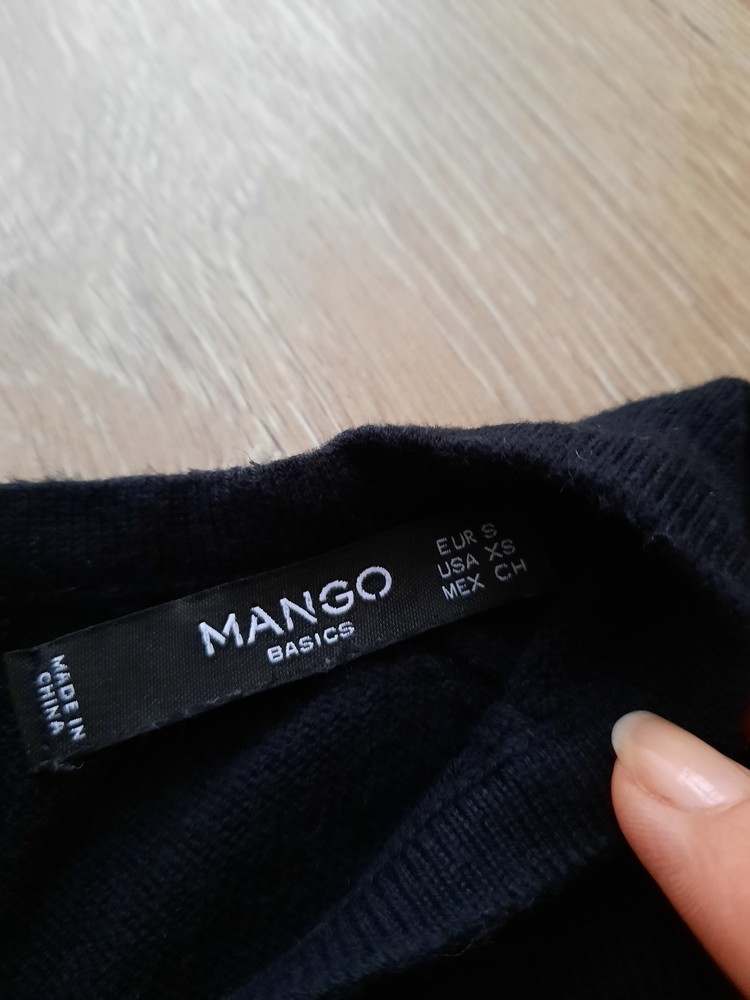 MANGO
BASICS
EUR S
USA XS
MEX CH
MADE IN
CHINA